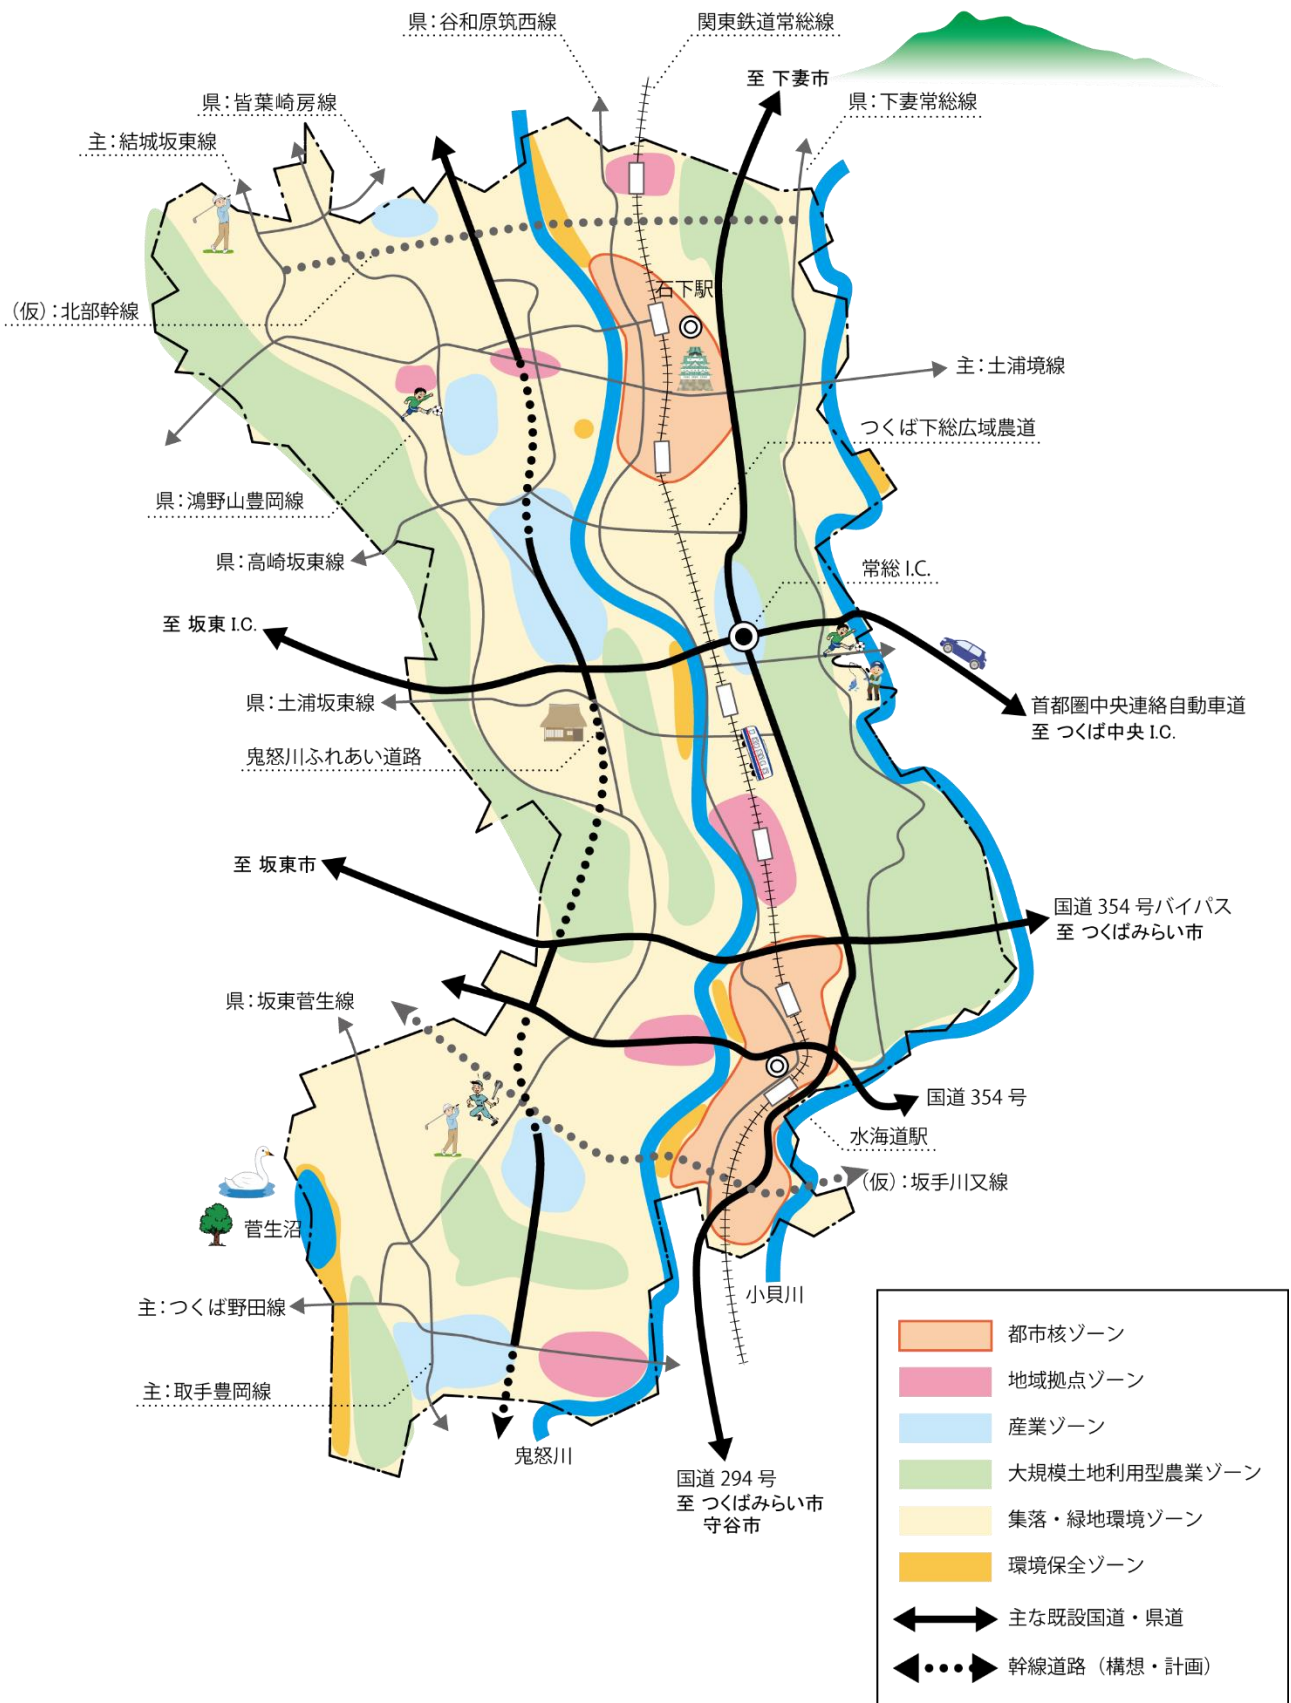 県：谷和原筑西線
関東鉄道常総線
至 下妻市
県：皆葉崎房線
県：下妻常総線
主：結城坂東線
石下駅
（仮）：北部幹線
主：土浦境線
つくば下総広域農道
県：鴻野山豊岡線
県：高崎坂東線
常総 I.C.
至 坂東 I.C.
県：土浦坂東線
首都圏中央連絡自動車道
至 つくば中央 I.C.
鬼怒川ふれあい道路
至 坂東市
国道 354 号バイパス
至 つくばみらい市
県：坂東菅生線
国道 354 号
水海道駅
（仮）：坂手川又線
菅生沼
小貝川
主：つくば野田線
主：取手豊岡線
鬼怒川
国道 294 号
至 つくばみらい市
守谷市
都市核ゾーン
地域拠点ゾーン
産業ゾーン
大規模土地利用型農業ゾーン
集落・緑地環境ゾーン
環境保全ゾーン
主な既設国道・県道
幹線道路（構想・計画）